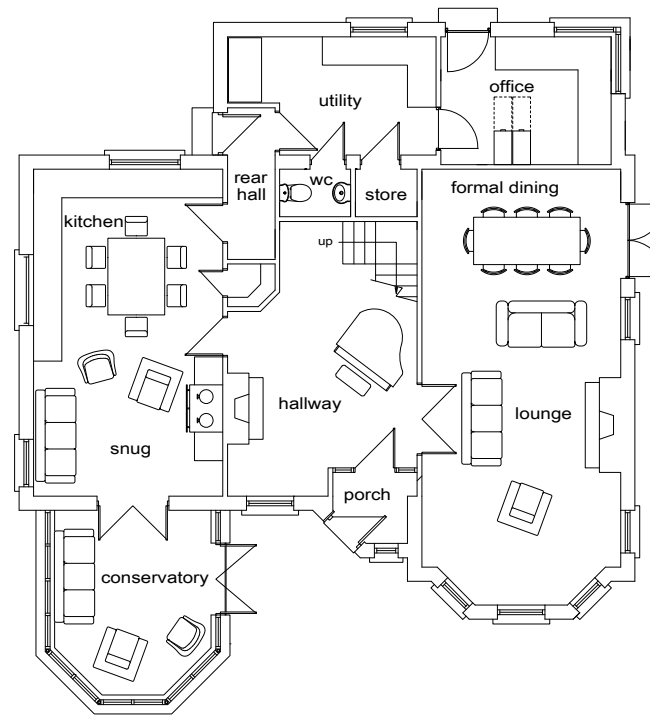 office
utility
rear
hall
wc
store
formal dining
kitchen
up
hallway
lounge
snug
porch
conservatory